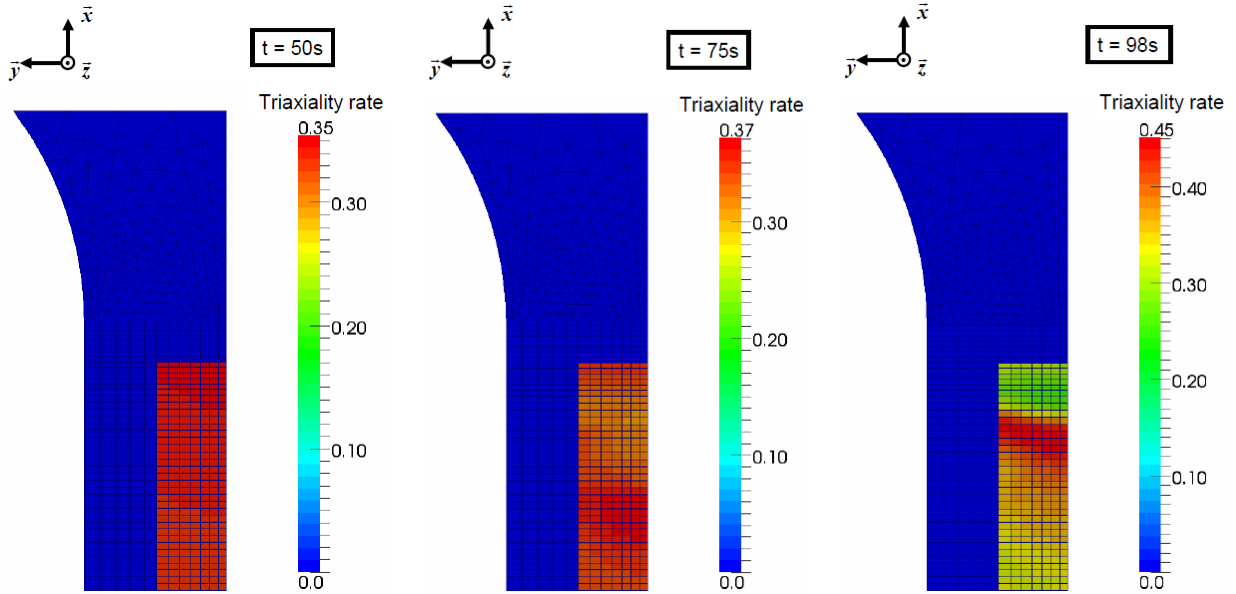 x⃗
y⃗
z⃗
t = 50s
Triaxiality rate
0.35
0.30
0.20
0.10
0.0
x⃗
y⃗
z⃗
t = 75s
Triaxiality rate
0.37
0.30
0.20
0.10
0.0
x⃗
y⃗
z⃗
t = 98s
Triaxiality rate
0.45
0.40
0.30
0.20
0.10
0.0